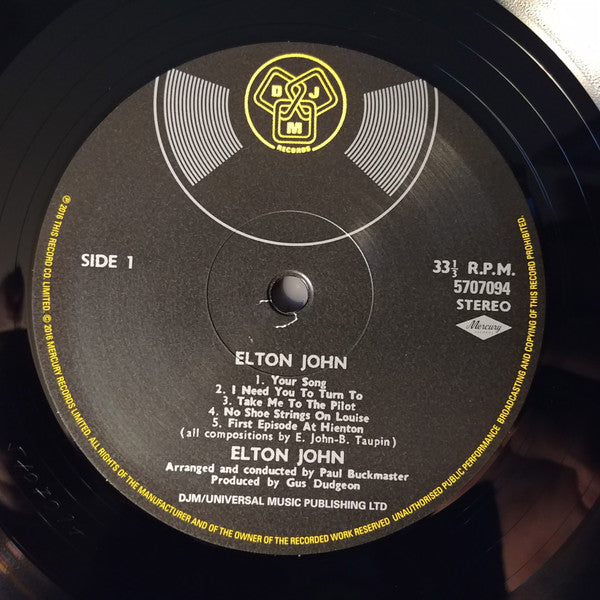 D J
M
RECORDS
SIDE 1
33⅓ R.P.M.
5707094
STEREO
Mercury
ELTON JOHN
1. Your Song
2. I Need You To Turn To
3. Take Me To The Pilot
4. No Shoe Strings On Louise
5. First Episode At Hienton
(all compositions by E. John-B. Taupin)
ELTON JOHN
Arranged and conducted by Paul Buckmaster
Produced by Gus Dudgeon
DJM/UNIVERSAL MUSIC PUBLISHING LTD
℗ 2016 THIS RECORD CO. LIMITED. © 2016 MERCURY RECORDS LIMITED. ALL RIGHTS OF THE MANUFACTURER AND OF THE OWNER OF THE RECORDED WORK RESERVED UNAUTHORISED PUBLIC PERFORMANCE BROADCASTING AND COPYING OF THIS RECORD PROHIBITED.